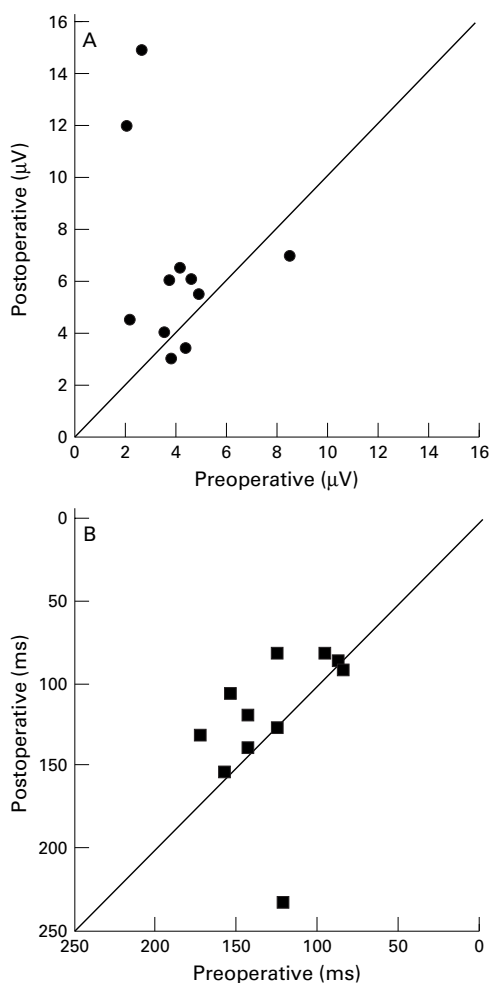 16
A
14
12
10
8
6
4
2
0
Postoperative (μV)
0 2 4 6 8 10 12 14 16
Preoperative (μV)
0
B
50
100
150
200
250
Postoperative (ms)
250 200 150 100 50 0
Preoperative (ms)